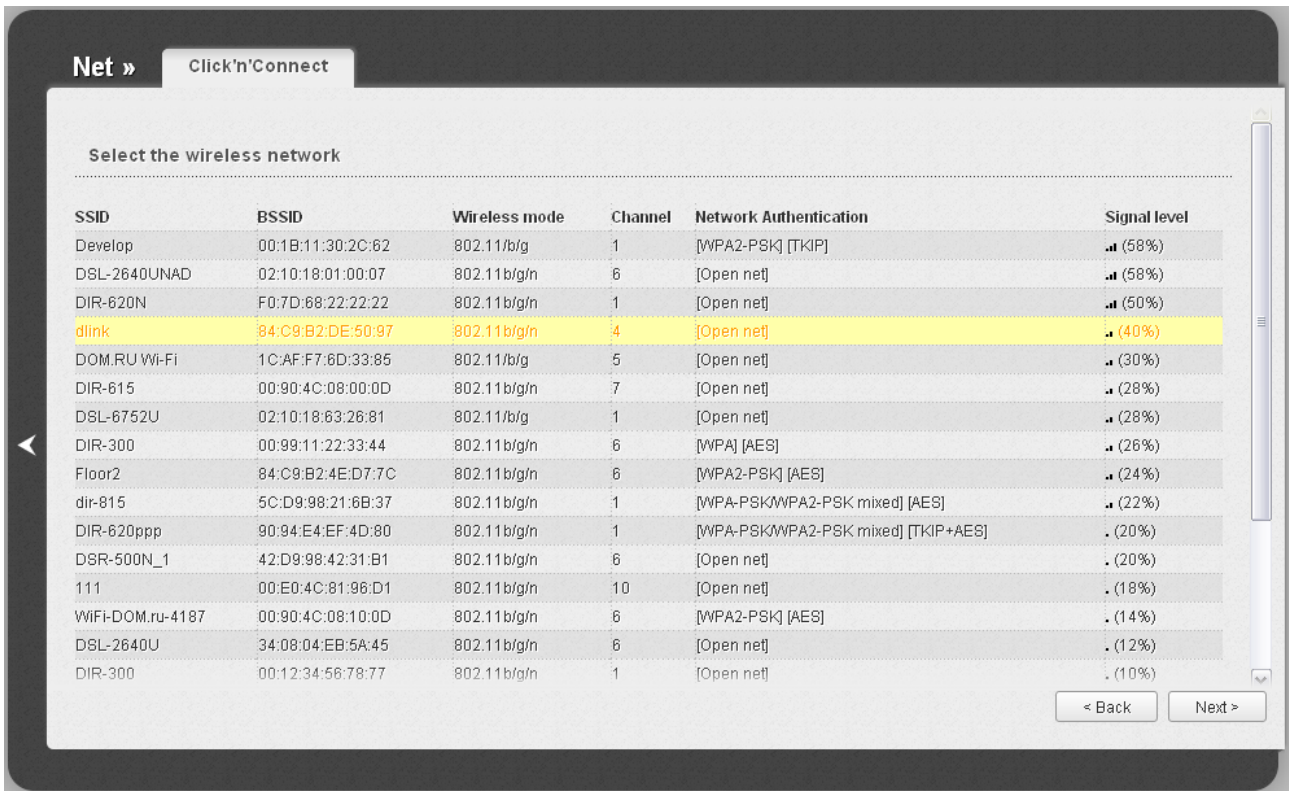 Net » Click'n'Connect
Select the wireless network
SSID BSSID Wireless mode Channel Network Authentication Signal level
Develop 00:1B:11:30:2C:62 802.11/b/g 1 [WPA2-PSK] [TKIP] (58%)
DSL-2640UNAD 02:10:18:01:00:07 802.11b/g/n 6 [Open net] (58%)
DIR-620N F0:7D:68:22:22:22 802.11b/g/n 1 [Open net] (50%)
dlink 84:C9:B2:DE:50:97 802.11b/g/n 4 [Open net] (40%)
DOM.RU Wi-Fi 1C:AF:F7:6D:33:85 802.11/b/g 5 [Open net] (30%)
DIR-615 00:90:4C:08:00:0D 802.11b/g/n 7 [Open net] (28%)
DSL-6752U 02:10:18:63:26:81 802.11/b/g 1 [Open net] (28%)
DIR-300 00:99:11:22:33:44 802.11b/g/n 6 [WPA] [AES] (26%)
Floor2 84:C9:B2:4E:D7:7C 802.11b/g/n 6 [WPA2-PSK] [AES] (24%)
dir-815 5C:D9:98:21:6B:37 802.11b/g/n 1 [WPA-PSK/WPA2-PSK mixed] [AES] (22%)
DIR-620ppp 90:94:E4:EF:4D:80 802.11b/g/n 1 [WPA-PSK/WPA2-PSK mixed] [TKIP+AES] (20%)
DSR-500N_1 42:D9:98:42:31:B1 802.11b/g/n 6 [Open net] (20%)
111 00:E0:4C:81:96:D1 802.11b/g/n 10 [Open net] (18%)
WiFi-DOM.ru-4187 00:90:4C:08:10:0D 802.11b/g/n 6 [WPA2-PSK] [AES] (14%)
DSL-2640U 34:08:04:EB:5A:45 802.11b/g/n 6 [Open net] (12%)
DIR-300 00:12:34:56:78:77 802.11b/g/n 1 [Open net] (10%)
< Back Next >